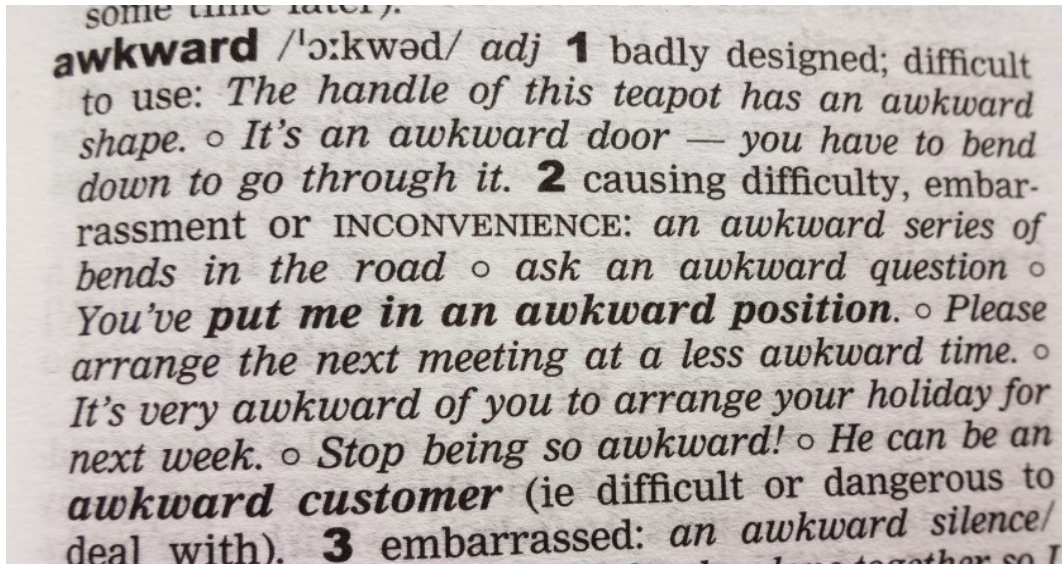 some time later).
awkward /ˈɔːkwəd/ adj 1 badly designed; difficult
to use: The handle of this teapot has an awkward
shape. ○ It's an awkward door — you have to bend
down to go through it. 2 causing difficulty, embar-
rassment or INCONVENIENCE: an awkward series of
bends in the road ○ ask an awkward question ○
You've put me in an awkward position. ○ Please
arrange the next meeting at a less awkward time. ○
It's very awkward of you to arrange your holiday for
next week. ○ Stop being so awkward! ○ He can be an
awkward customer (ie difficult or dangerous to
deal with). 3 embarrassed: an awkward silence/
together so I